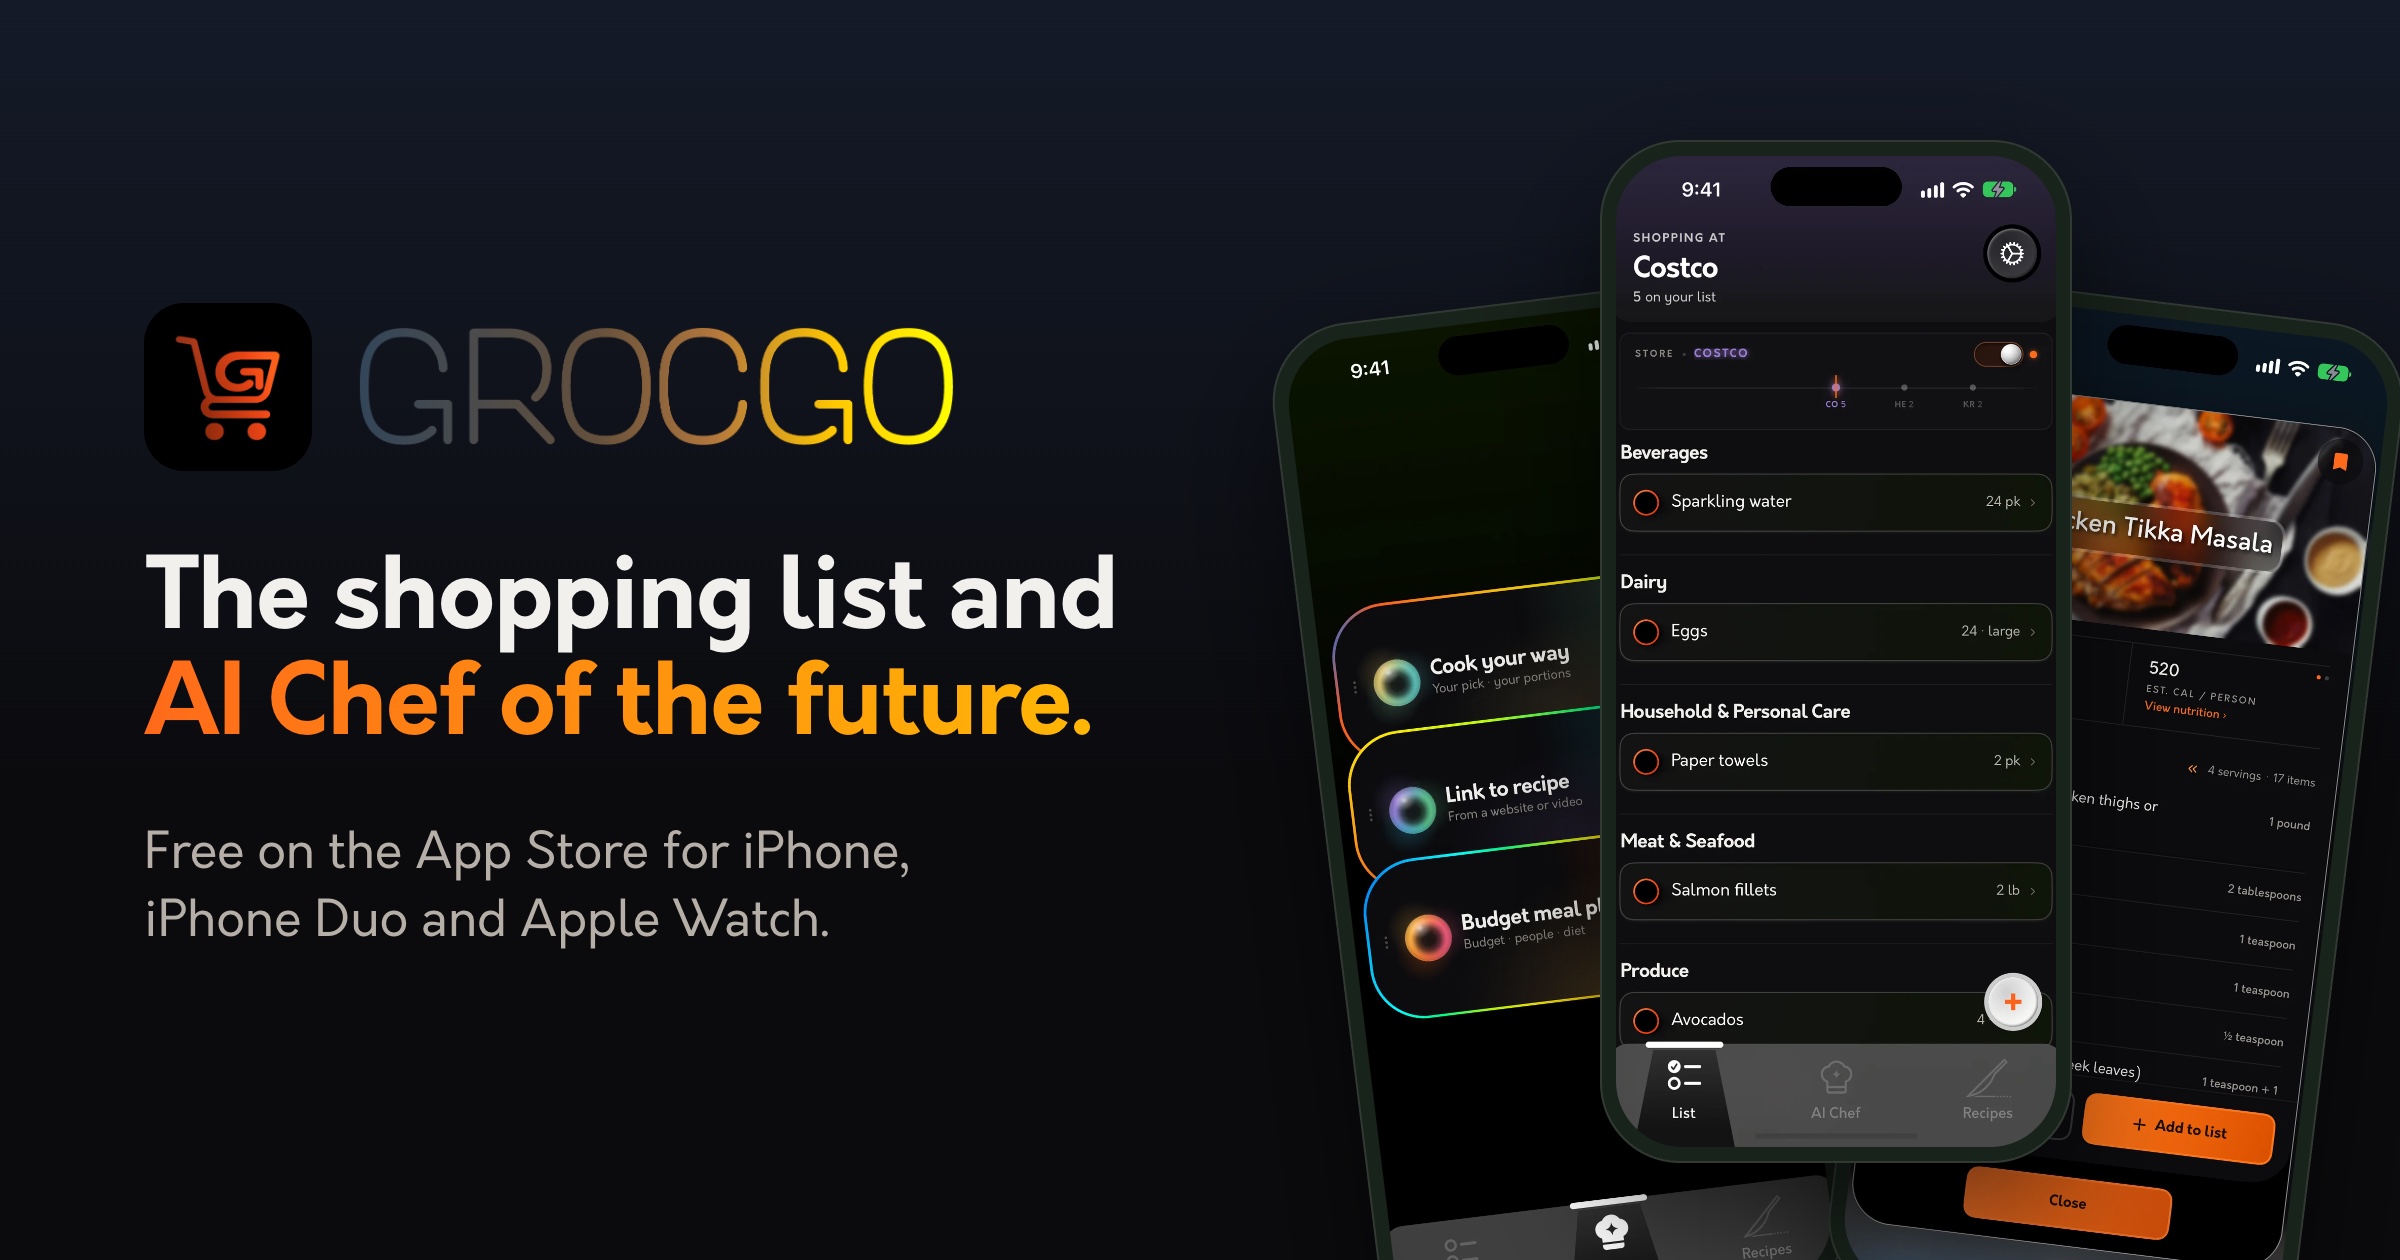 GROCGO
The shopping list and
AI Chef of the future.
Free on the App Store for iPhone,
iPhone Duo and Apple Watch.
9:41
Cook your way
Your pick · your portions
Link to recipe
From a website or video
Budget meal
Budget · people · diet
Recipes
9:41
SHOPPING AT
Costco
5 on your list
STORE · COSTCO
CO 5 HE 2 KR 2
Beverages
Sparkling water 24 pk ›
Dairy
Eggs 24 · large ›
Household & Personal Care
Paper towels 2 pk ›
Meat & Seafood
Salmon fillets 2 lb ›
Produce
Avocados 4
+
List AI Chef Recipes
Tikka Masala
520
EST. CAL / PERSON
View nutrition ›
« 4 servings · 17 items
thighs or
1 pound
2 tablespoons
1 teaspoon
1 teaspoon
½ teaspoon
leaves) 1 teaspoon + 1
+ Add to list
Close